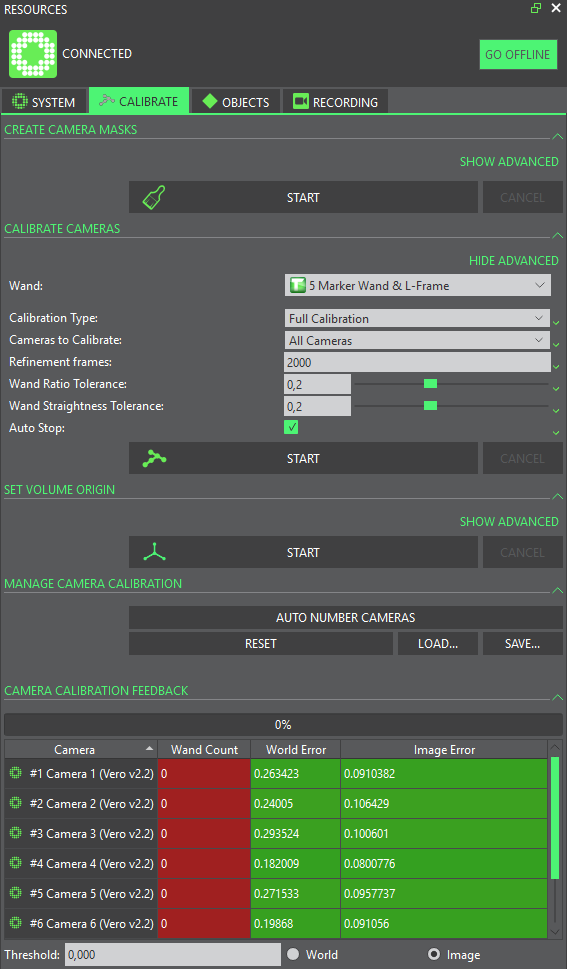 RESOURCES
CONNECTED
GO OFFLINE
SYSTEM CALIBRATE OBJECTS RECORDING
CREATE CAMERA MASKS
SHOW ADVANCED
START CANCEL
CALIBRATE CAMERAS
HIDE ADVANCED
Wand: 5 Marker Wand & L-Frame
Calibration Type: Full Calibration
Cameras to Calibrate: All Cameras
Refinement frames: 2000
Wand Ratio Tolerance: 0,2
Wand Straightness Tolerance: 0,2
Auto Stop:
START CANCEL
SET VOLUME ORIGIN
SHOW ADVANCED
START CANCEL
MANAGE CAMERA CALIBRATION
AUTO NUMBER CAMERAS
RESET LOAD... SAVE...
CAMERA CALIBRATION FEEDBACK
0%
Camera Wand Count World Error Image Error
#1 Camera 1 (Vero v2.2) 0 0.263423 0.0910382
#2 Camera 2 (Vero v2.2) 0 0.24005 0.106429
#3 Camera 3 (Vero v2.2) 0 0.293524 0.100601
#4 Camera 4 (Vero v2.2) 0 0.182009 0.0800776
#5 Camera 5 (Vero v2.2) 0 0.271533 0.0957737
#6 Camera 6 (Vero v2.2) 0 0.19868 0.091056
Threshold: 0,000 World Image